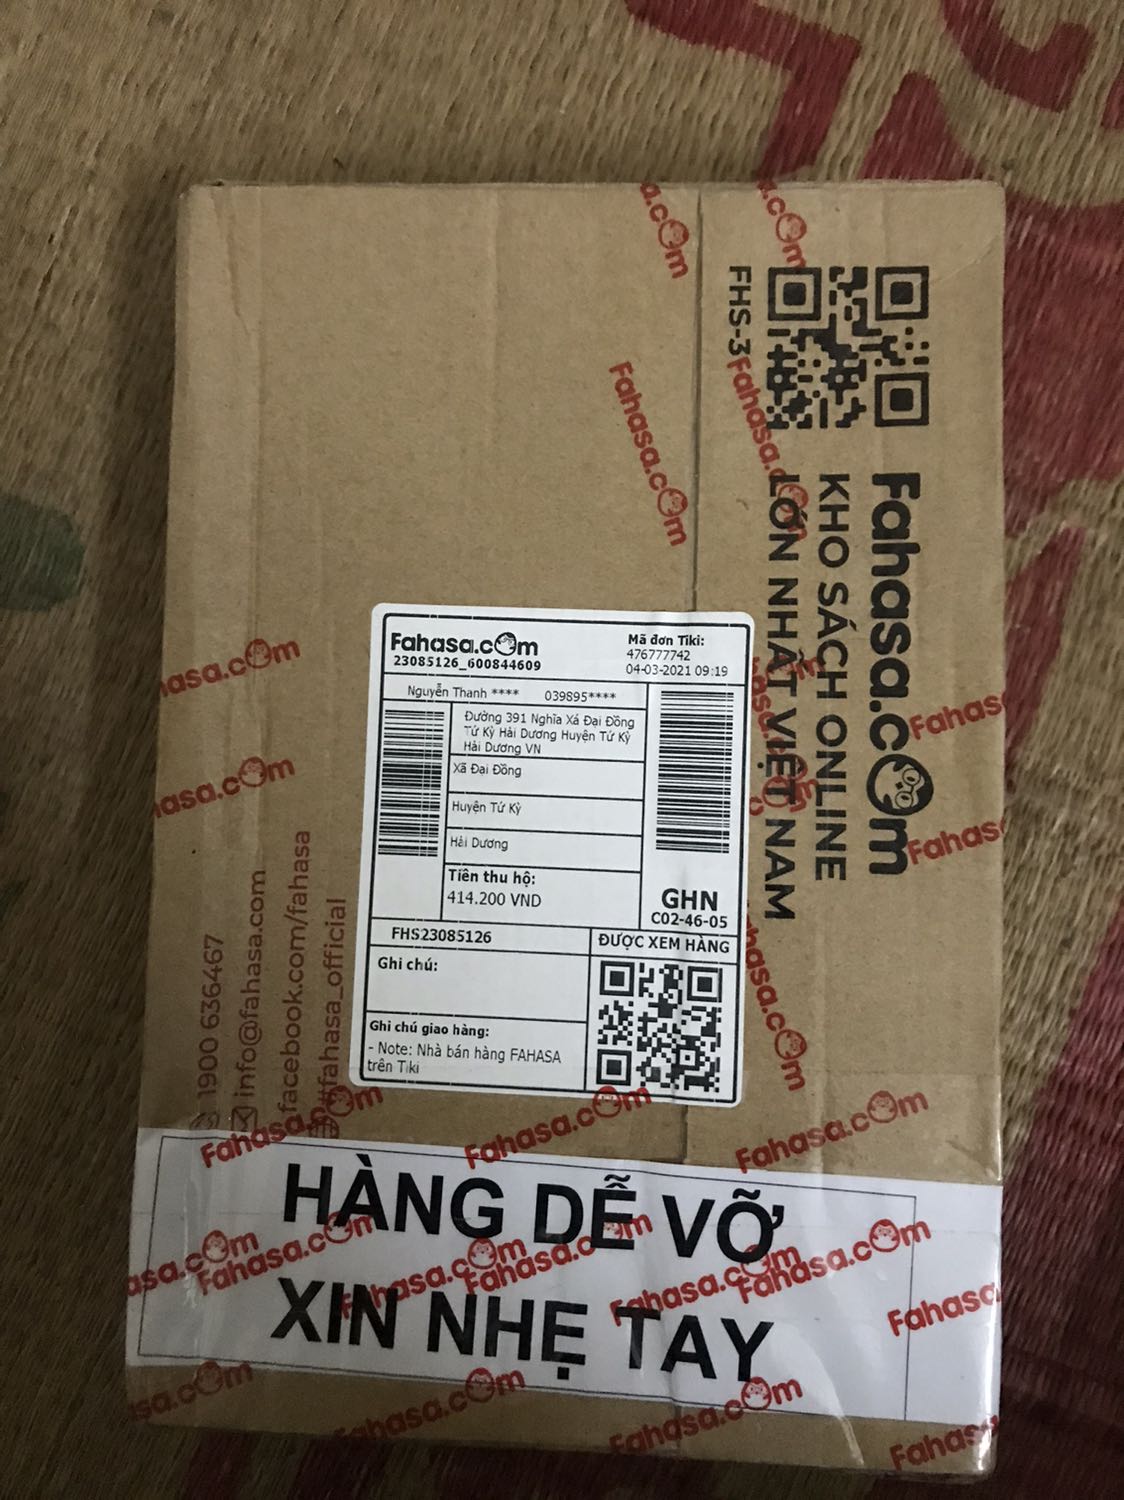 Fahasa.com
KHO SÁCH ONLINE
LỚN NHẤT VIỆT NAM
FHS-3
Fahasa.com
23085126_600844609
Mã đơn Tiki:
476777742
04-03-2021 09:19
Nguyễn Thanh **** 039895****
Đường 391 Nghĩa Xá Đại Đồng
Tứ Kỳ Hải Dương Huyện Tứ Kỳ
Hải Dương VN
Xã Đại Đồng
Huyện Tứ Kỳ
Hải Dương
Tiền thu hộ:
414.200 VND
GHN
C02-46-05
FHS23085126
ĐƯỢC XEM HÀNG
Ghi chú:
Ghi chú giao hàng:
- Note: Nhà bán hàng FAHASA
trên Tiki
1900 636467
info@fahasa.com
facebook.com/fahasa
#fahasa_official
HÀNG DỄ VỠ
XIN NHẸ TAY